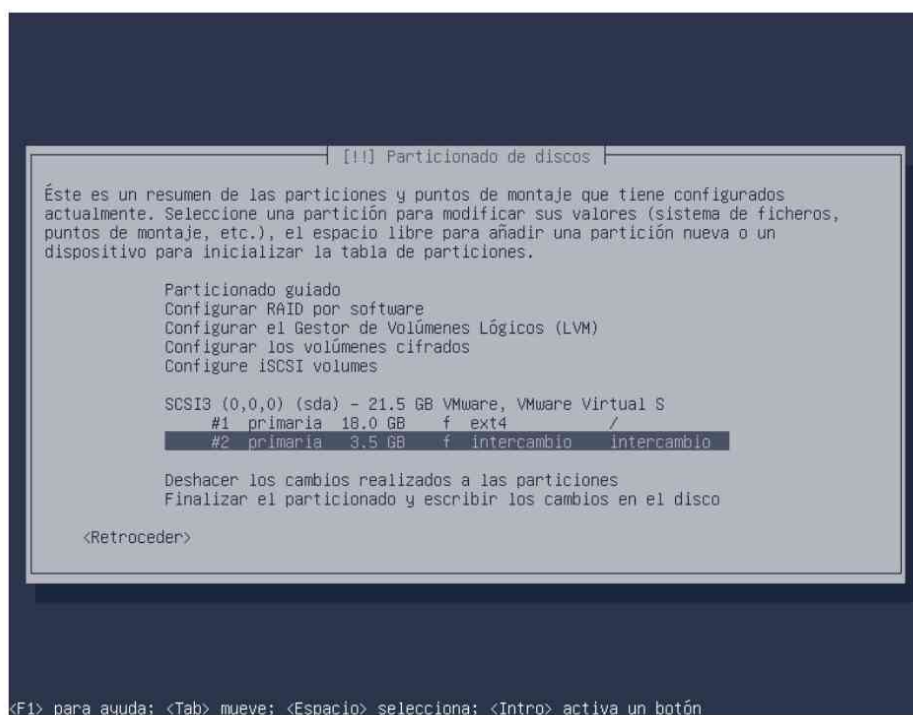 [!!] Particionado de discos
Éste es un resumen de las particiones y puntos de montaje que tiene configurados
actualmente. Seleccione una partición para modificar sus valores (sistema de ficheros,
puntos de montaje, etc.), el espacio libre para añadir una partición nueva o un
dispositivo para inicializar la tabla de particiones.
Particionado guiado
Configurar RAID por software
Configurar el Gestor de Volúmenes Lógicos (LVM)
Configurar los volúmenes cifrados
Configure iSCSI volumes
SCSI3 (0,0,0) (sda) - 21.5 GB VMware, VMware Virtual S
#1 primaria 18.0 GB f ext4 /
#2 primaria 3.5 GB f intercambio intercambio
Deshacer los cambios realizados a las particiones
Finalizar el particionado y escribir los cambios en el disco
<Retroceder>
<F1> para ayuda; <Tab> mueve; <Espacio> selecciona; <Intro> activa un botón